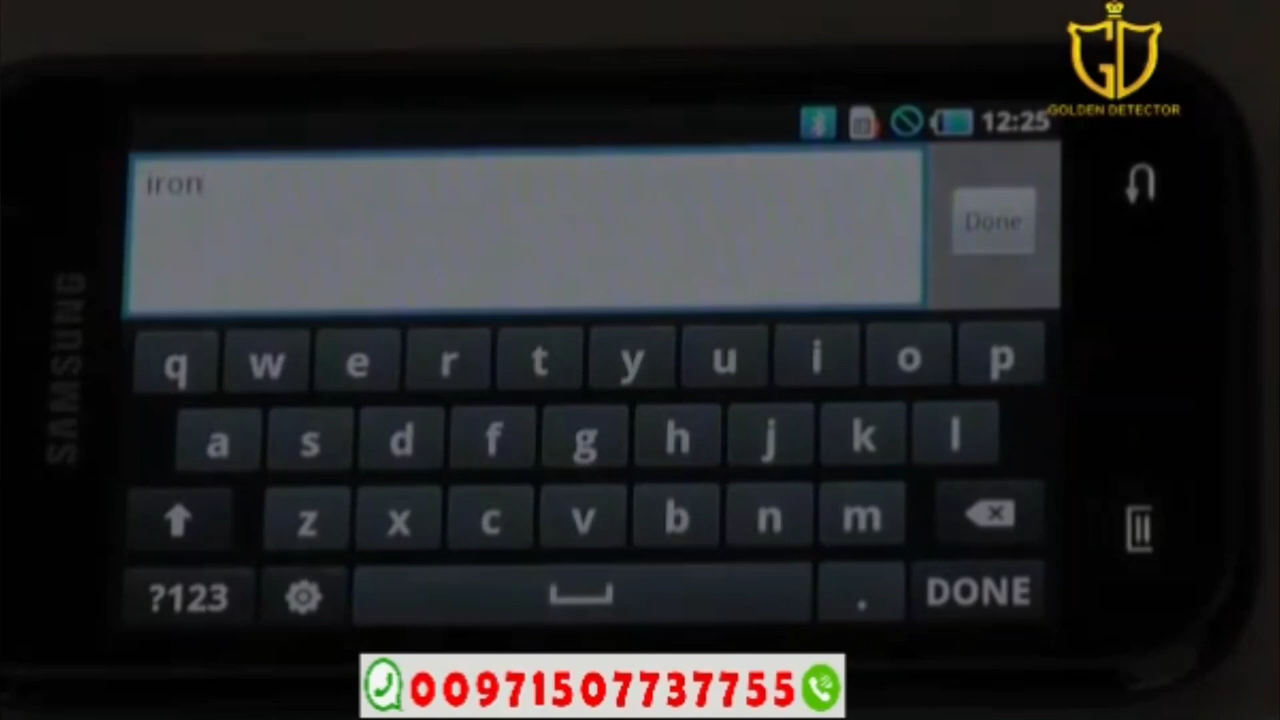 GOLDEN DETECTOR
12:25
iron
Done
SAMSUNG
q w e r t y u i o p
a s d f g h j k l
z x c v b n m
?123 . DONE
00971507737755